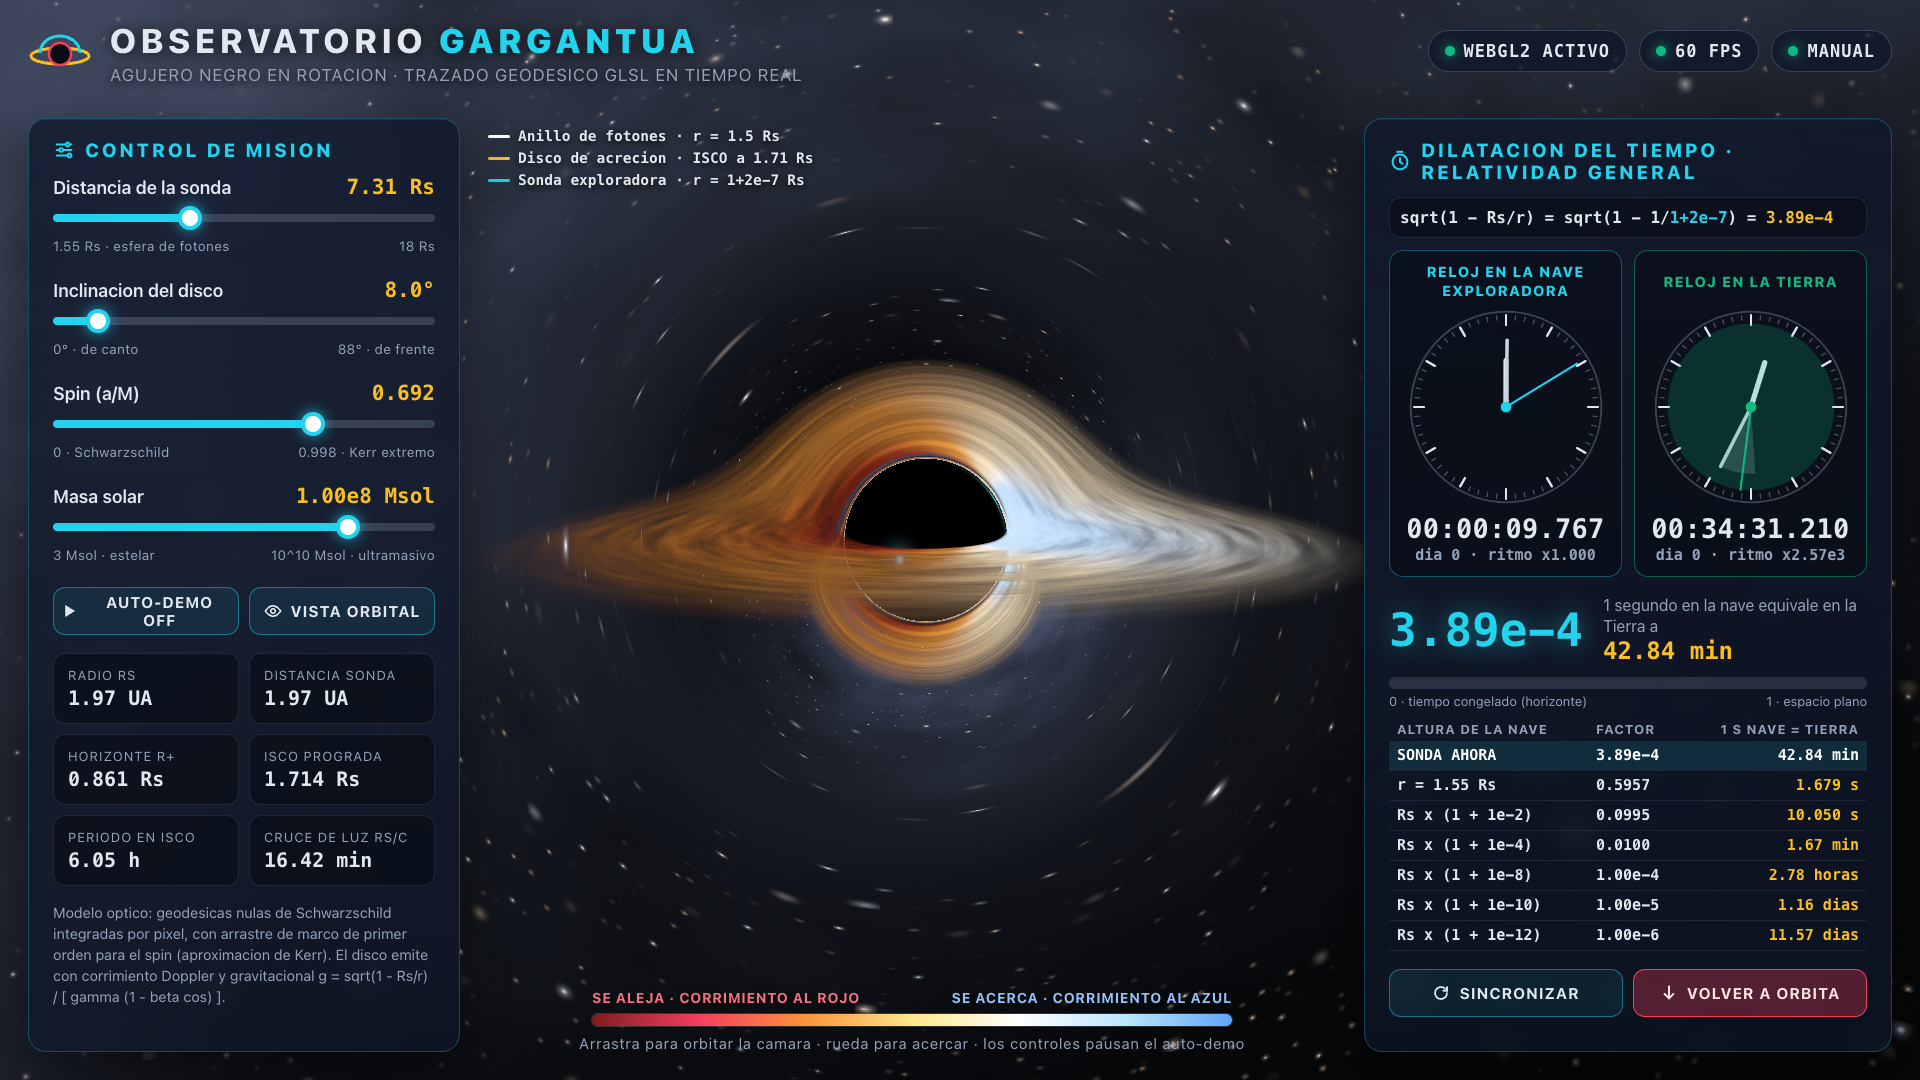 OBSERVATORIO GARGANTUA
AGUJERO NEGRO EN ROTACION · TRAZADO GEODESICO GLSL EN TIEMPO REAL
WEBGL2 ACTIVO
60 FPS
MANUAL
CONTROL DE MISION
Distancia de la sonda 7.31 Rs
1.55 Rs · esfera de fotones 18 Rs
Inclinacion del disco 8.0°
0° · de canto 88° · de frente
Spin (a/M) 0.692
0 · Schwarzschild 0.998 · Kerr extremo
Masa solar 1.00e8 Msol
3 Msol · estelar 10^10 Msol · ultramasivo
AUTO-DEMO
OFF
VISTA ORBITAL
RADIO RS
1.97 UA
DISTANCIA SONDA
1.97 UA
HORIZONTE R+
0.861 Rs
ISCO PROGRADA
1.714 Rs
PERIODO EN ISCO
6.05 h
CRUCE DE LUZ RS/C
16.42 min
Modelo optico: geodesicas nulas de Schwarzschild
integradas por pixel, con arrastre de marco de primer
orden para el spin (aproximacion de Kerr). El disco emite
con corrimiento Doppler y gravitacional g = sqrt(1 - Rs/r)
/ [ gamma (1 - beta cos) ].
Anillo de fotones · r = 1.5 Rs
Disco de acrecion · ISCO a 1.71 Rs
Sonda exploradora · r = 1+2e−7 Rs
SE ALEJA · CORRIMIENTO AL ROJO
SE ACERCA · CORRIMIENTO AL AZUL
Arrastra para orbitar la camara · rueda para acercar · los controles pausan el auto-demo
DILATACION DEL TIEMPO ·
RELATIVIDAD GENERAL
sqrt(1 − Rs/r) = sqrt(1 − 1/1+2e−7) = 3.89e−4
RELOJ EN LA NAVE
EXPLORADORA
00:00:09.767
dia 0 · ritmo x1.000
RELOJ EN LA TIERRA
00:34:31.210
dia 0 · ritmo x2.57e3
3.89e−4
1 segundo en la nave equivale en la
Tierra a
42.84 min
0 · tiempo congelado (horizonte) 1 · espacio plano
ALTURA DE LA NAVE FACTOR 1 S NAVE = TIERRA
SONDA AHORA 3.89e−4 42.84 min
r = 1.55 Rs 0.5957 1.679 s
Rs x (1 + 1e−2) 0.0995 10.050 s
Rs x (1 + 1e−4) 0.0100 1.67 min
Rs x (1 + 1e−8) 1.00e−4 2.78 horas
Rs x (1 + 1e−10) 1.00e−5 1.16 dias
Rs x (1 + 1e−12) 1.00e−6 11.57 dias
SINCRONIZAR
VOLVER A ORBITA